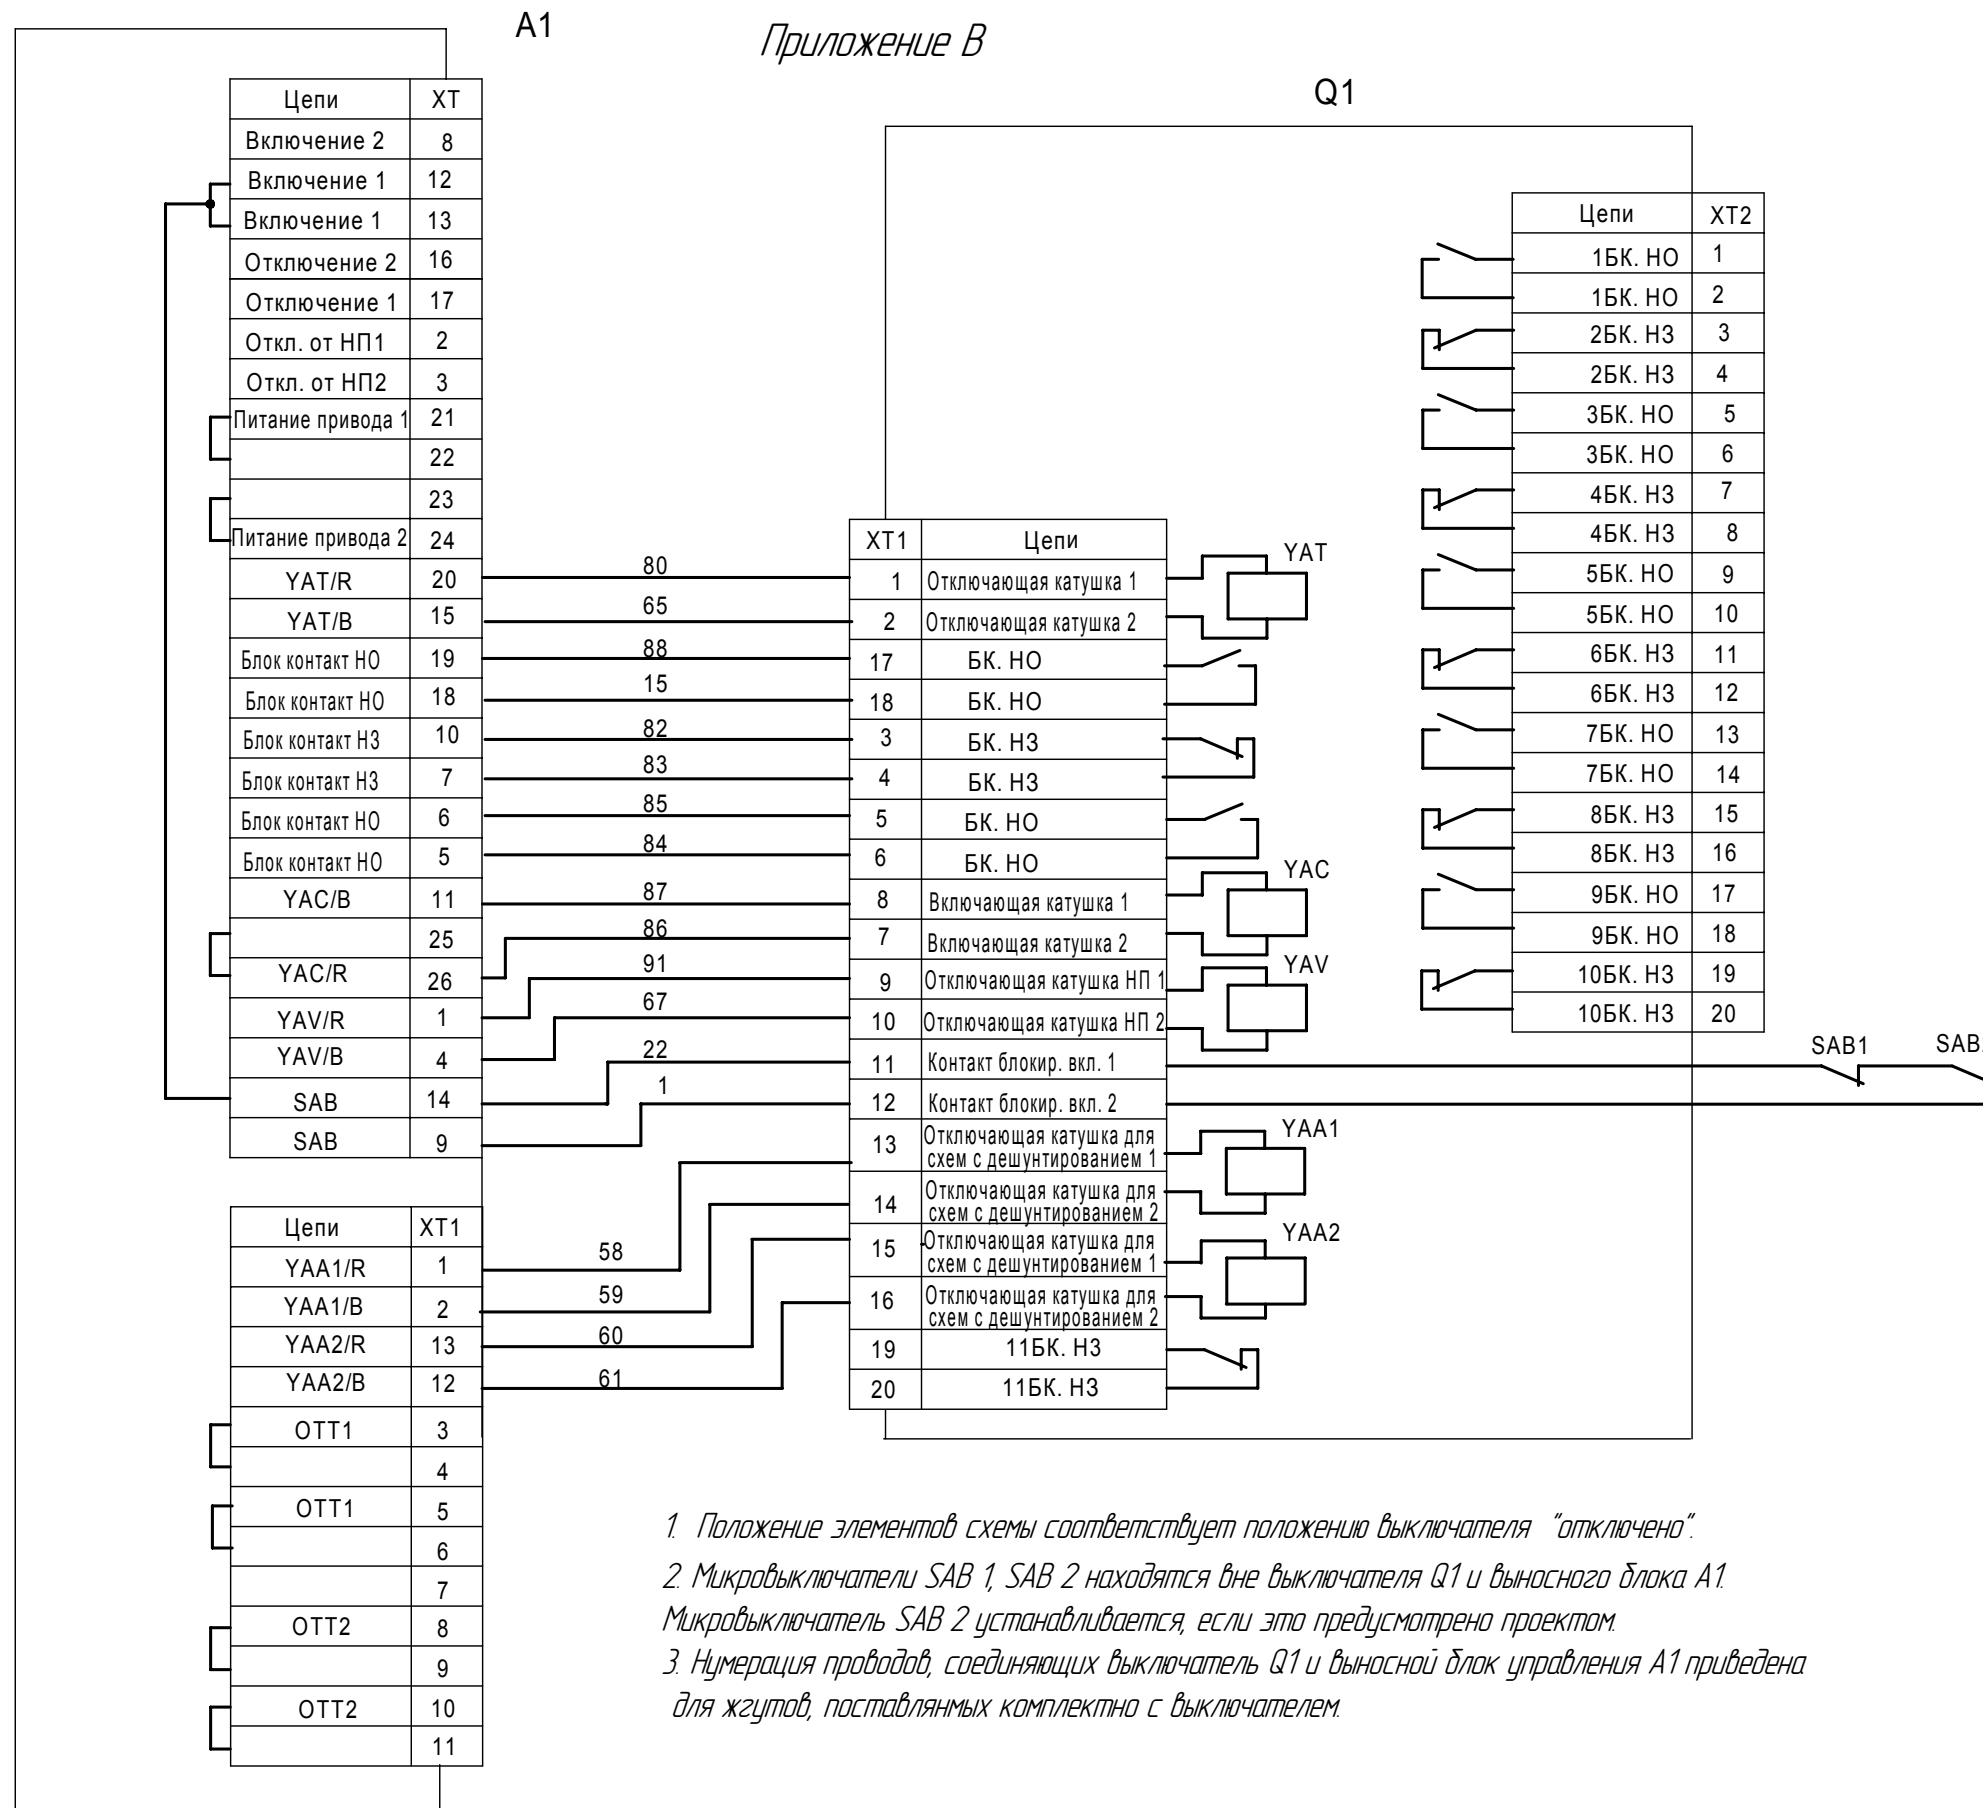 A1
Приложение В
Q1
Цепи XT
Включение 2 8
Включение 1 12
Включение 1 13
Отключение 2 16
Отключение 1 17
Откл. от НП1 2
Откл. от НП2 3
Питание привода 1 21
22
23
Питание привода 2 24
YAT/R 20
YAT/B 15
Блок контакт НО 19
Блок контакт НО 18
Блок контакт НЗ 10
Блок контакт НЗ 7
Блок контакт НО 6
Блок контакт НО 5
YAC/B 11
25
YAC/R 26
YAV/R 1
YAV/B 4
SAB 14
SAB 9
80
65
88
15
82
83
85
84
87
86
91
67
22
1
Цепи XT1
YAA1/R 1
YAA1/B 2
YAA2/R 13
YAA2/B 12
ОТТ1 3
4
ОТТ1 5
6
7
ОТТ2 8
9
ОТТ2 10
11
58
59
60
61
XT1 Цепи
1 Отключающая катушка 1
2 Отключающая катушка 2
17 БК. НО
18 БК. НО
3 БК. НЗ
4 БК. НЗ
5 БК. НО
6 БК. НО
8 Включающая катушка 1
7 Включающая катушка 2
9 Отключающая катушка НП 1
10 Отключающая катушка НП 2
11 Контакт блокир. вкл. 1
12 Контакт блокир. вкл. 2
13 Отключающая катушка для
схем с дешунтированием 1
14 Отключающая катушка для
схем с дешунтированием 2
15 Отключающая катушка для
схем с дешунтированием 1
16 Отключающая катушка для
схем с дешунтированием 2
19 11БК. НЗ
20 11БК. НЗ
YAT
YAC
YAV
YAA1
YAA2
Цепи XT2
1БК. НО 1
1БК. НО 2
2БК. НЗ 3
2БК. НЗ 4
3БК. НО 5
3БК. НО 6
4БК. НЗ 7
4БК. НЗ 8
5БК. НО 9
5БК. НО 10
6БК. НЗ 11
6БК. НЗ 12
7БК. НО 13
7БК. НО 14
8БК. НЗ 15
8БК. НЗ 16
9БК. НО 17
9БК. НО 18
10БК. НЗ 19
10БК. НЗ 20
SAB1 SAB
1. Положение элементов схемы соответствует положению выключателя "отключено".
2. Микровыключатели SAB 1, SAB 2 находятся вне выключателя Q1 и выносного блока А1.
Микровыключатель SAB 2 устанавливается, если это предусмотрено проектом.
3. Нумерация проводов, соединяющих выключатель Q1 и выносной блок управления А1 приведена
для жгутов, поставлянмых комплектно с выключателем.